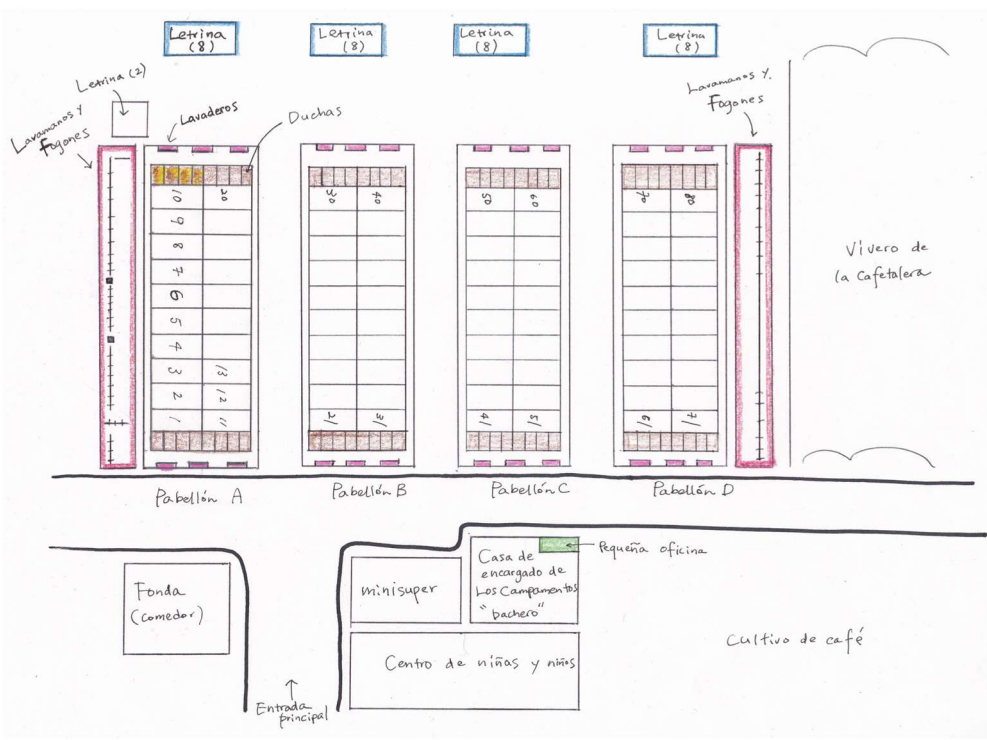 Letrina
(8)
Letrina
(8)
Letrina
(8)
Letrina
(8)
Letrina (2)
Lavamanos y
Fogones
Lavaderos
Duchas
Lavamanos y
Fogones
10
20
30
40
50
60
70
80
9
8
7
6
5
4
3
13
2
12
1
11
21
31
41
51
61
71
Vivero de
la Cafetalera
Pabellón A
Pabellón B
Pabellón C
Pabellón D
Fonda
(comedor)
minisuper
Casa de
encargado de
Los Campamentos
"bachero"
Pequeña oficina
Centro de niñas y niños
Cultivo de café
Entrada
principal